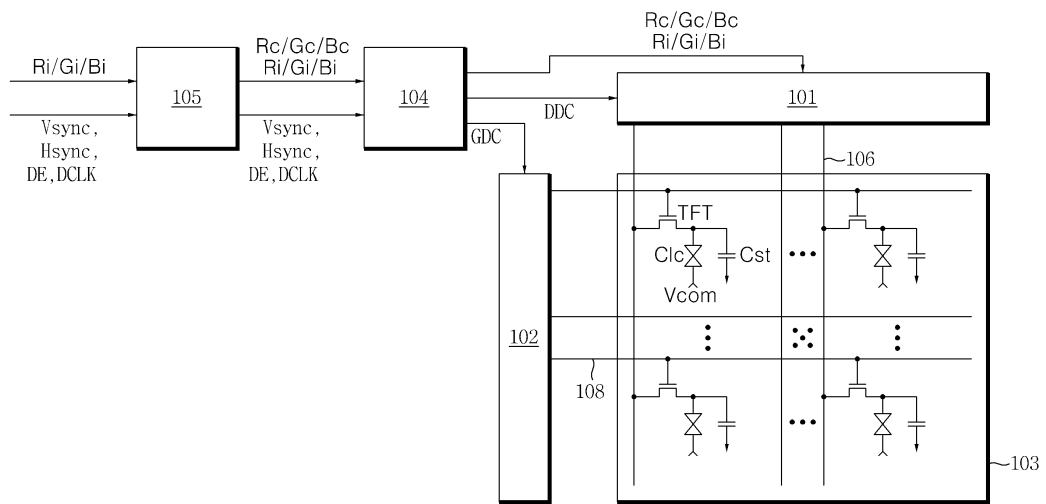 Rc/Gc/Bc
Ri/Gi/Bi
Ri/Gi/Bi
Rc/Gc/Bc
Ri/Gi/Bi
105
104
101
DDC
GDC
Vsync,
Hsync,
DE,DCLK
Vsync,
Hsync,
DE,DCLK
106
TFT
Clc
Cst
Vcom
102
108
103